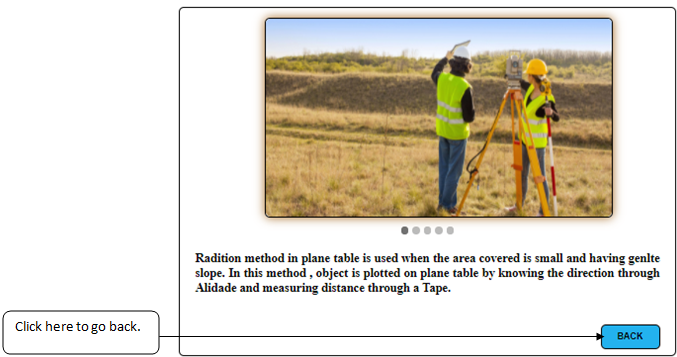 Radition method in plane table is used when the area covered is small and having genlte
slope. In this method , object is plotted on plane table by knowing the direction through
Alidade and measuring distance through a Tape.
Click here to go back.
BACK